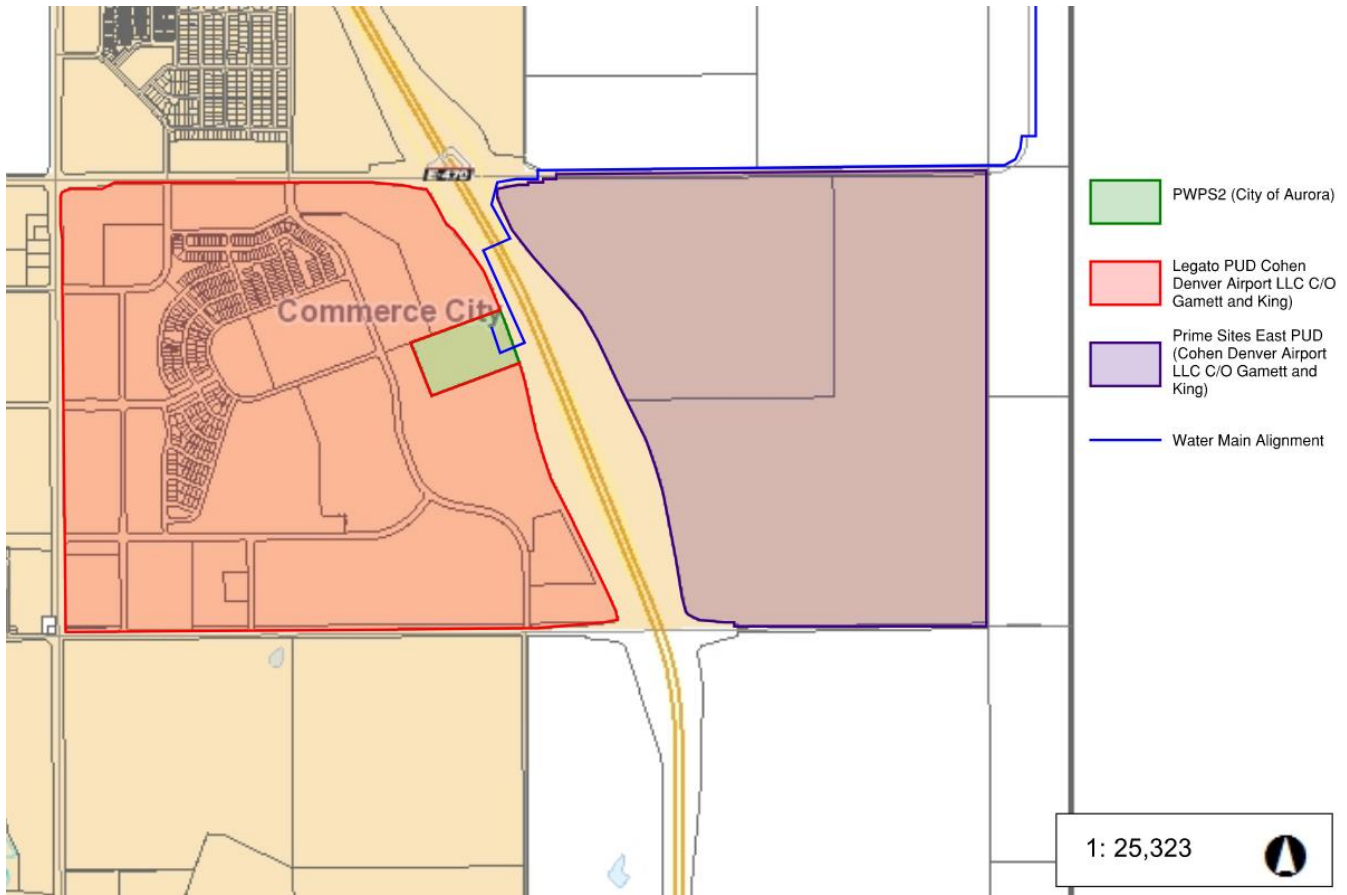 E-470
Commerce City
PWPS2 (City of Aurora)
Legato PUD Cohen
Denver Airport LLC C/O
Gamett and King)
Prime Sites East PUD
(Cohen Denver Airport
LLC C/O Gamett and
King)
Water Main Alignment
1: 25,323